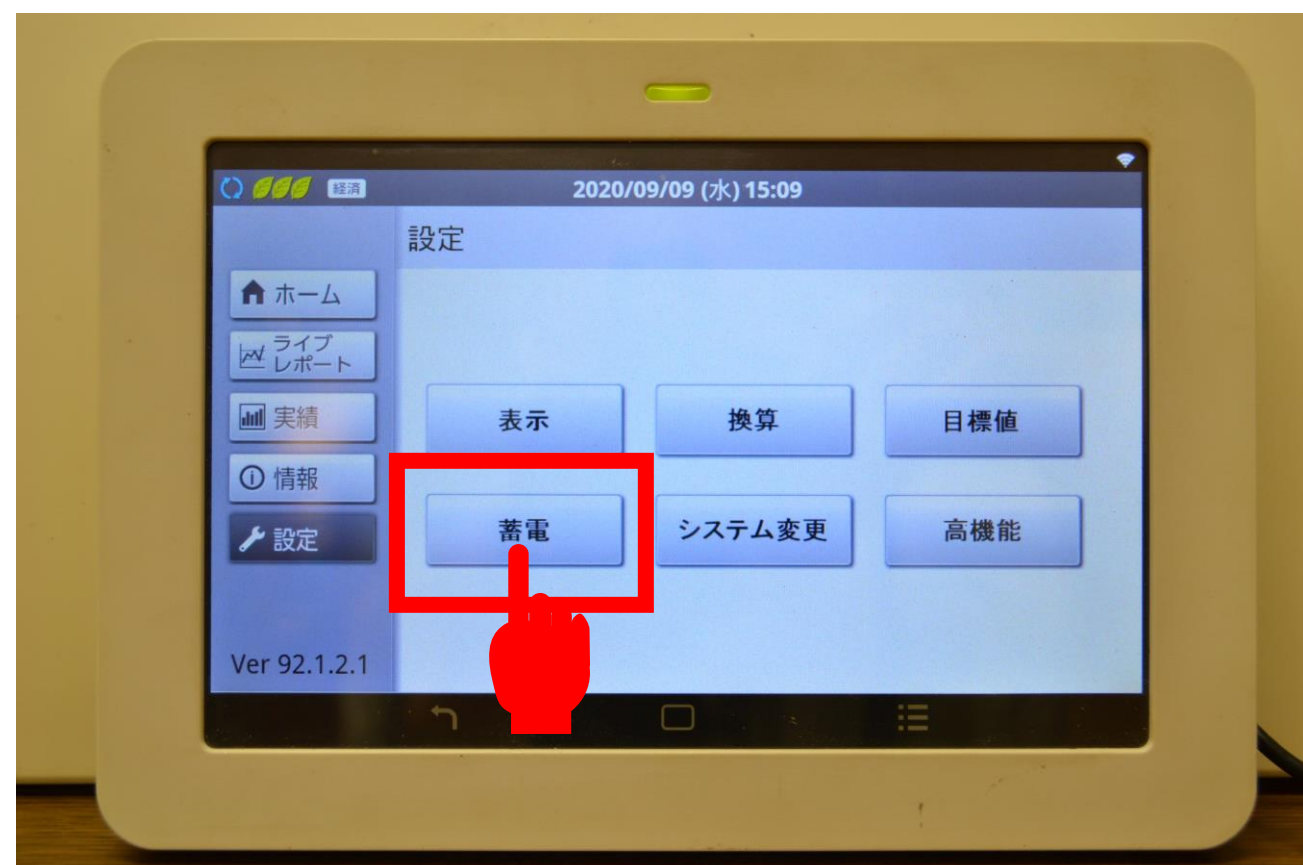 経済
2020/09/09 (水) 15:09
設定
ホーム
ライブ
レポート
実績
情報
設定
Ver 92.1.2.1
表示
換算
目標値
蓄電
システム変更
高機能